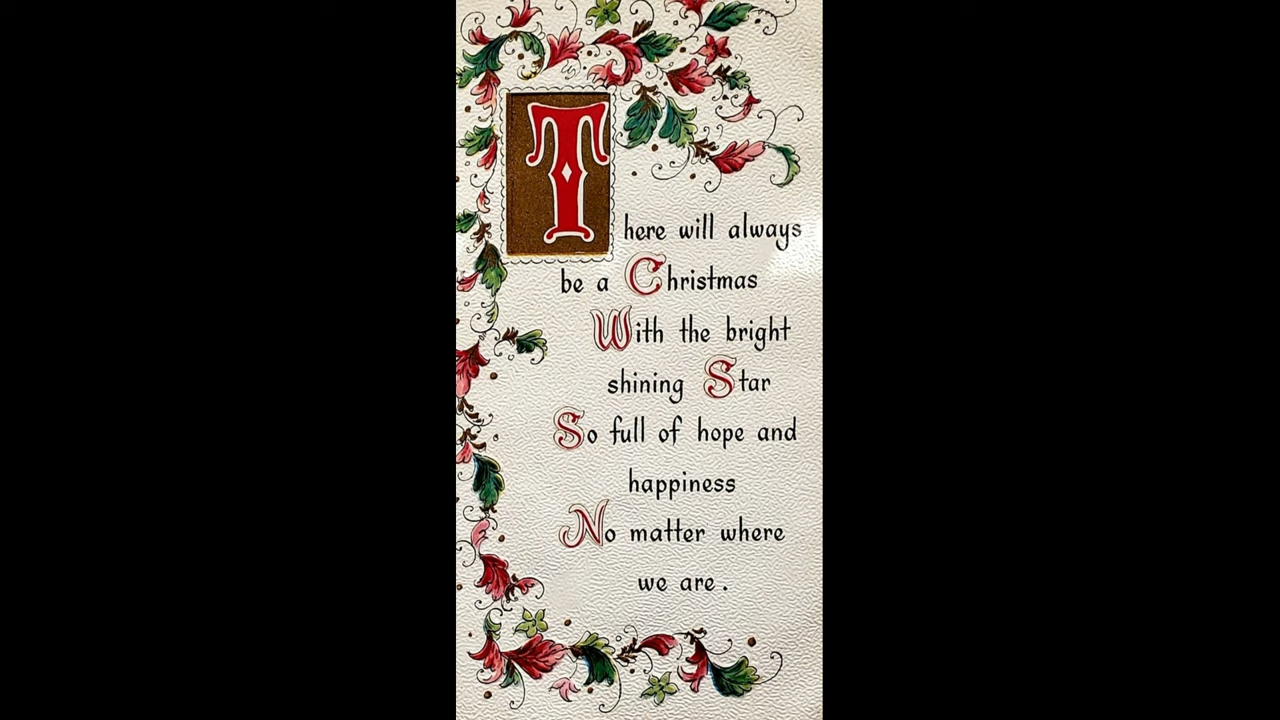 There will always
be a Christmas
With the bright
shining Star
So full of hope and
happiness
No matter where
we are.